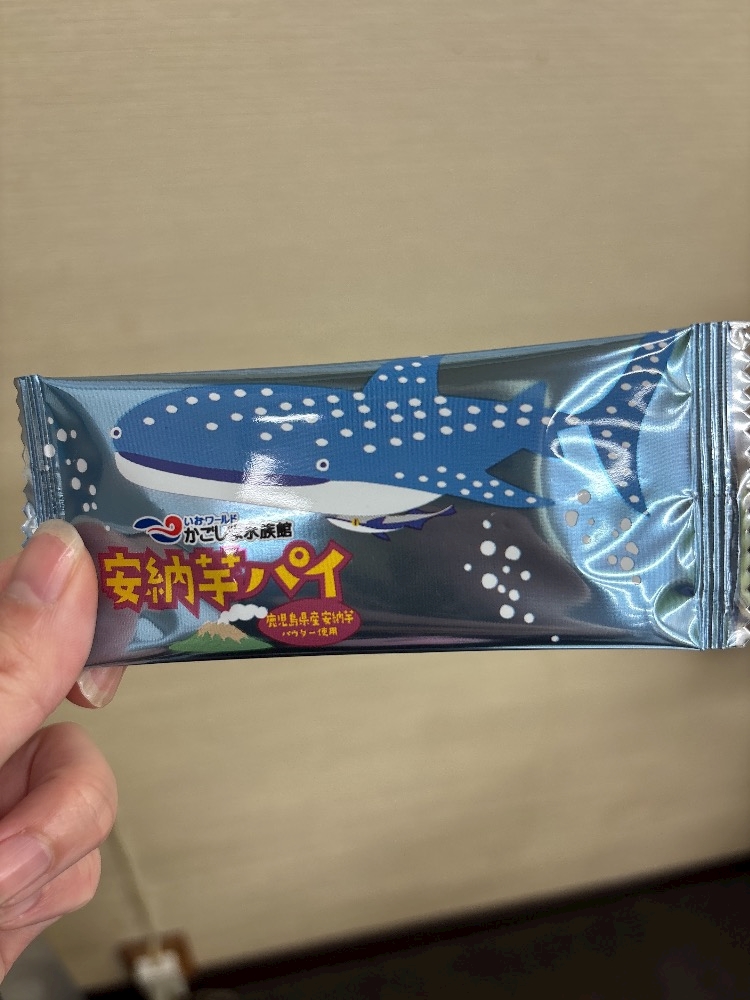 いおワールド
かごしま水族館
安納芋パイ
鹿児島県産安納芋
パウダー使用